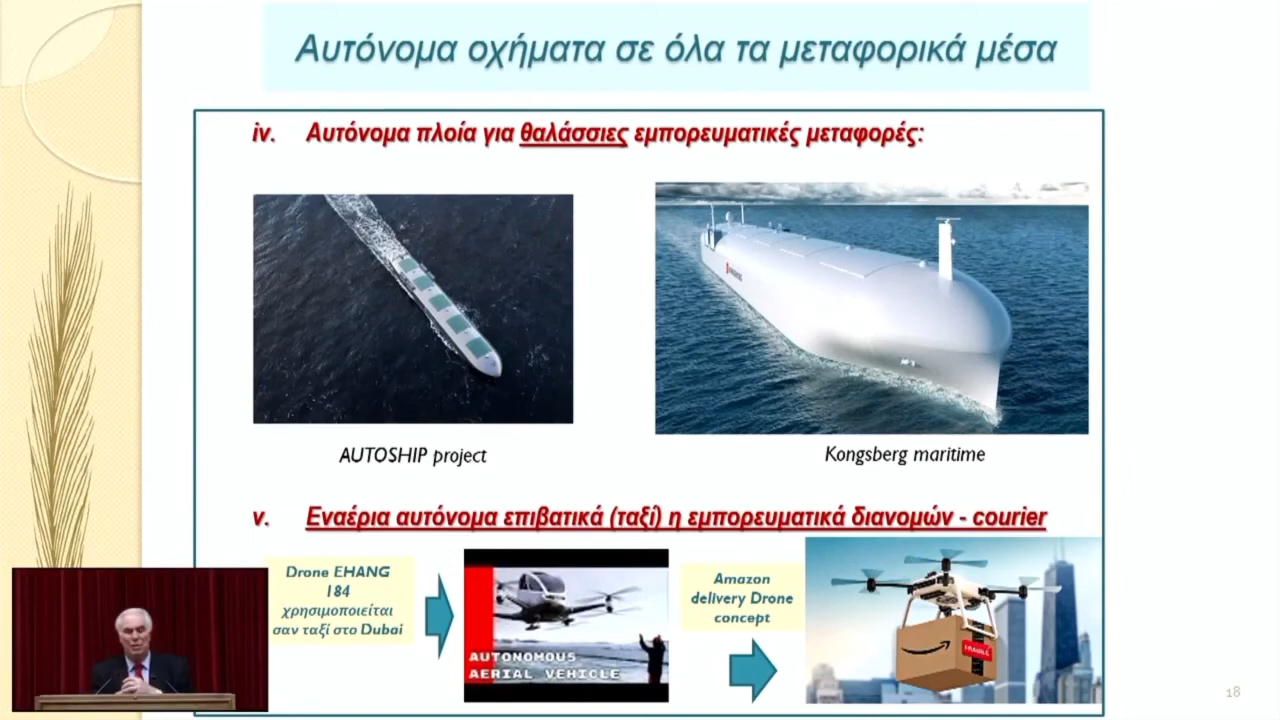 Αυτόνομα οχήματα σε όλα τα μεταφορικά μέσα
iv. Αυτόνομα πλοία για θαλάσσιες εμπορευματικές μεταφορές:
AUTOSHIP project
Kongsberg maritime
v. Εναέρια αυτόνομα επιβατικά (ταξί) η εμπορευματικά διανομών - courier
Drone EHANG
184
χρησιμοποιείται
σαν ταξί στο Dubai
AUTONOMOUS
AERIAL VEHICLE
Amazon
delivery Drone
concept
FRAGILE
18